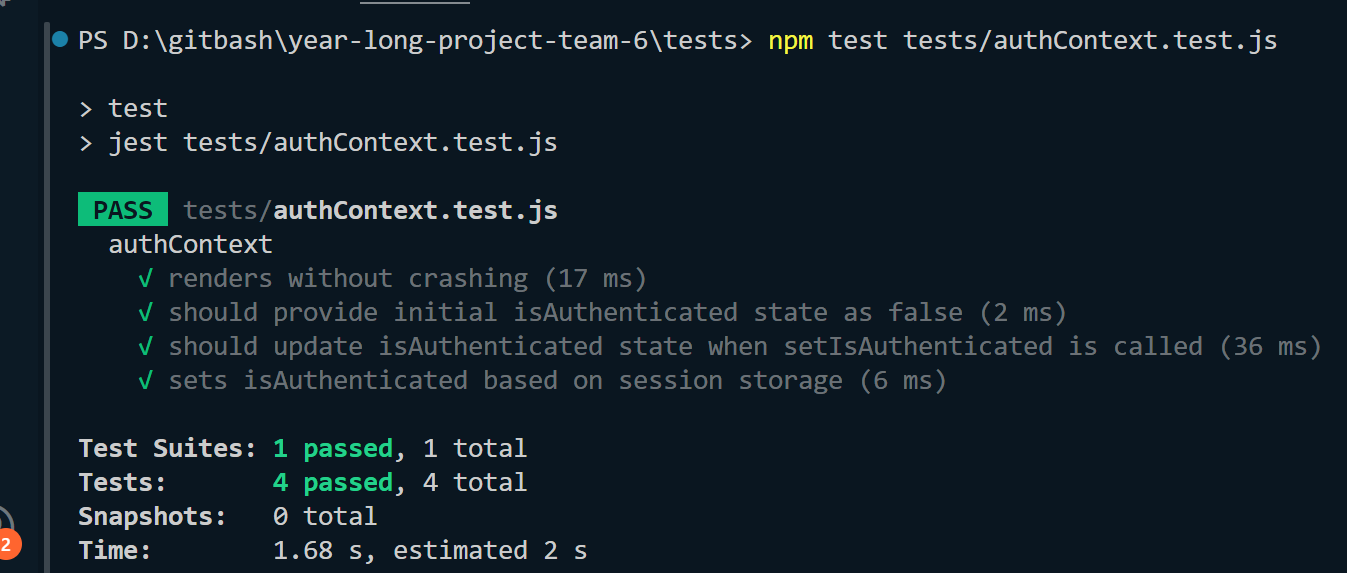 PS D:\gitbash\year-long-project-team-6\tests> npm test tests/authContext.test.js
> test
> jest tests/authContext.test.js
PASS tests/authContext.test.js
authContext
√ renders without crashing (17 ms)
√ should provide initial isAuthenticated state as false (2 ms)
√ should update isAuthenticated state when setIsAuthenticated is called (36 ms)
√ sets isAuthenticated based on session storage (6 ms)
Test Suites: 1 passed, 1 total
Tests: 4 passed, 4 total
Snapshots: 0 total
2
Time: 1.68 s, estimated 2 s